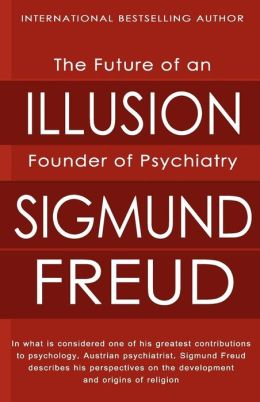 INTERNATIONAL BESTSELLING AUTHOR
The Future of an
ILLUSION
Founder of Psychiatry
SIGMUND
FREUD
In what is considered one of his greatest contributions
to psychology, Austrian psychiatrist, Sigmund Freud
describes his perspectives on the development
and origins of religion